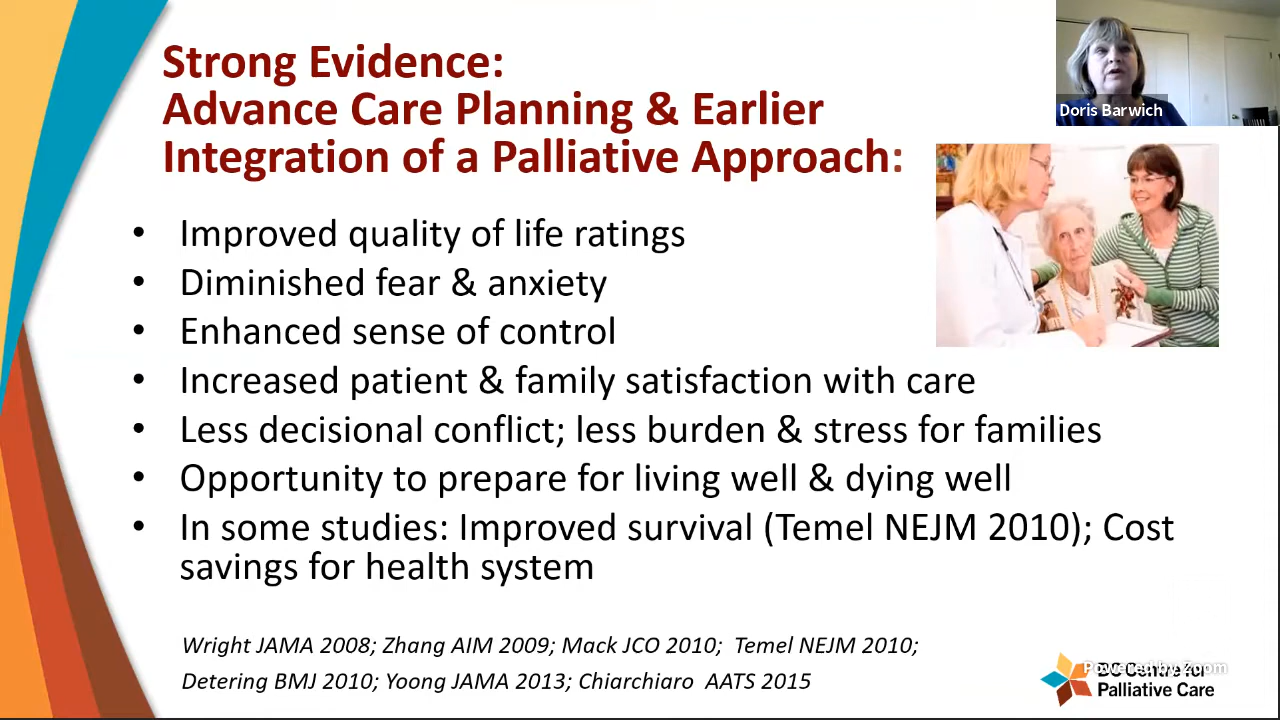 Strong Evidence:
Advance Care Planning & Earlier
Integration of a Palliative Approach:
Doris Barwich
• Improved quality of life ratings
• Diminished fear & anxiety
• Enhanced sense of control
• Increased patient & family satisfaction with care
• Less decisional conflict; less burden & stress for families
• Opportunity to prepare for living well & dying well
• In some studies: Improved survival (Temel NEJM 2010); Cost
savings for health system
Wright JAMA 2008; Zhang AIM 2009; Mack JCO 2010; Temel NEJM 2010;
Detering BMJ 2010; Yoong JAMA 2013; Chiarchiaro AATS 2015
Powered by Zoom
BC Centre for
Palliative Care